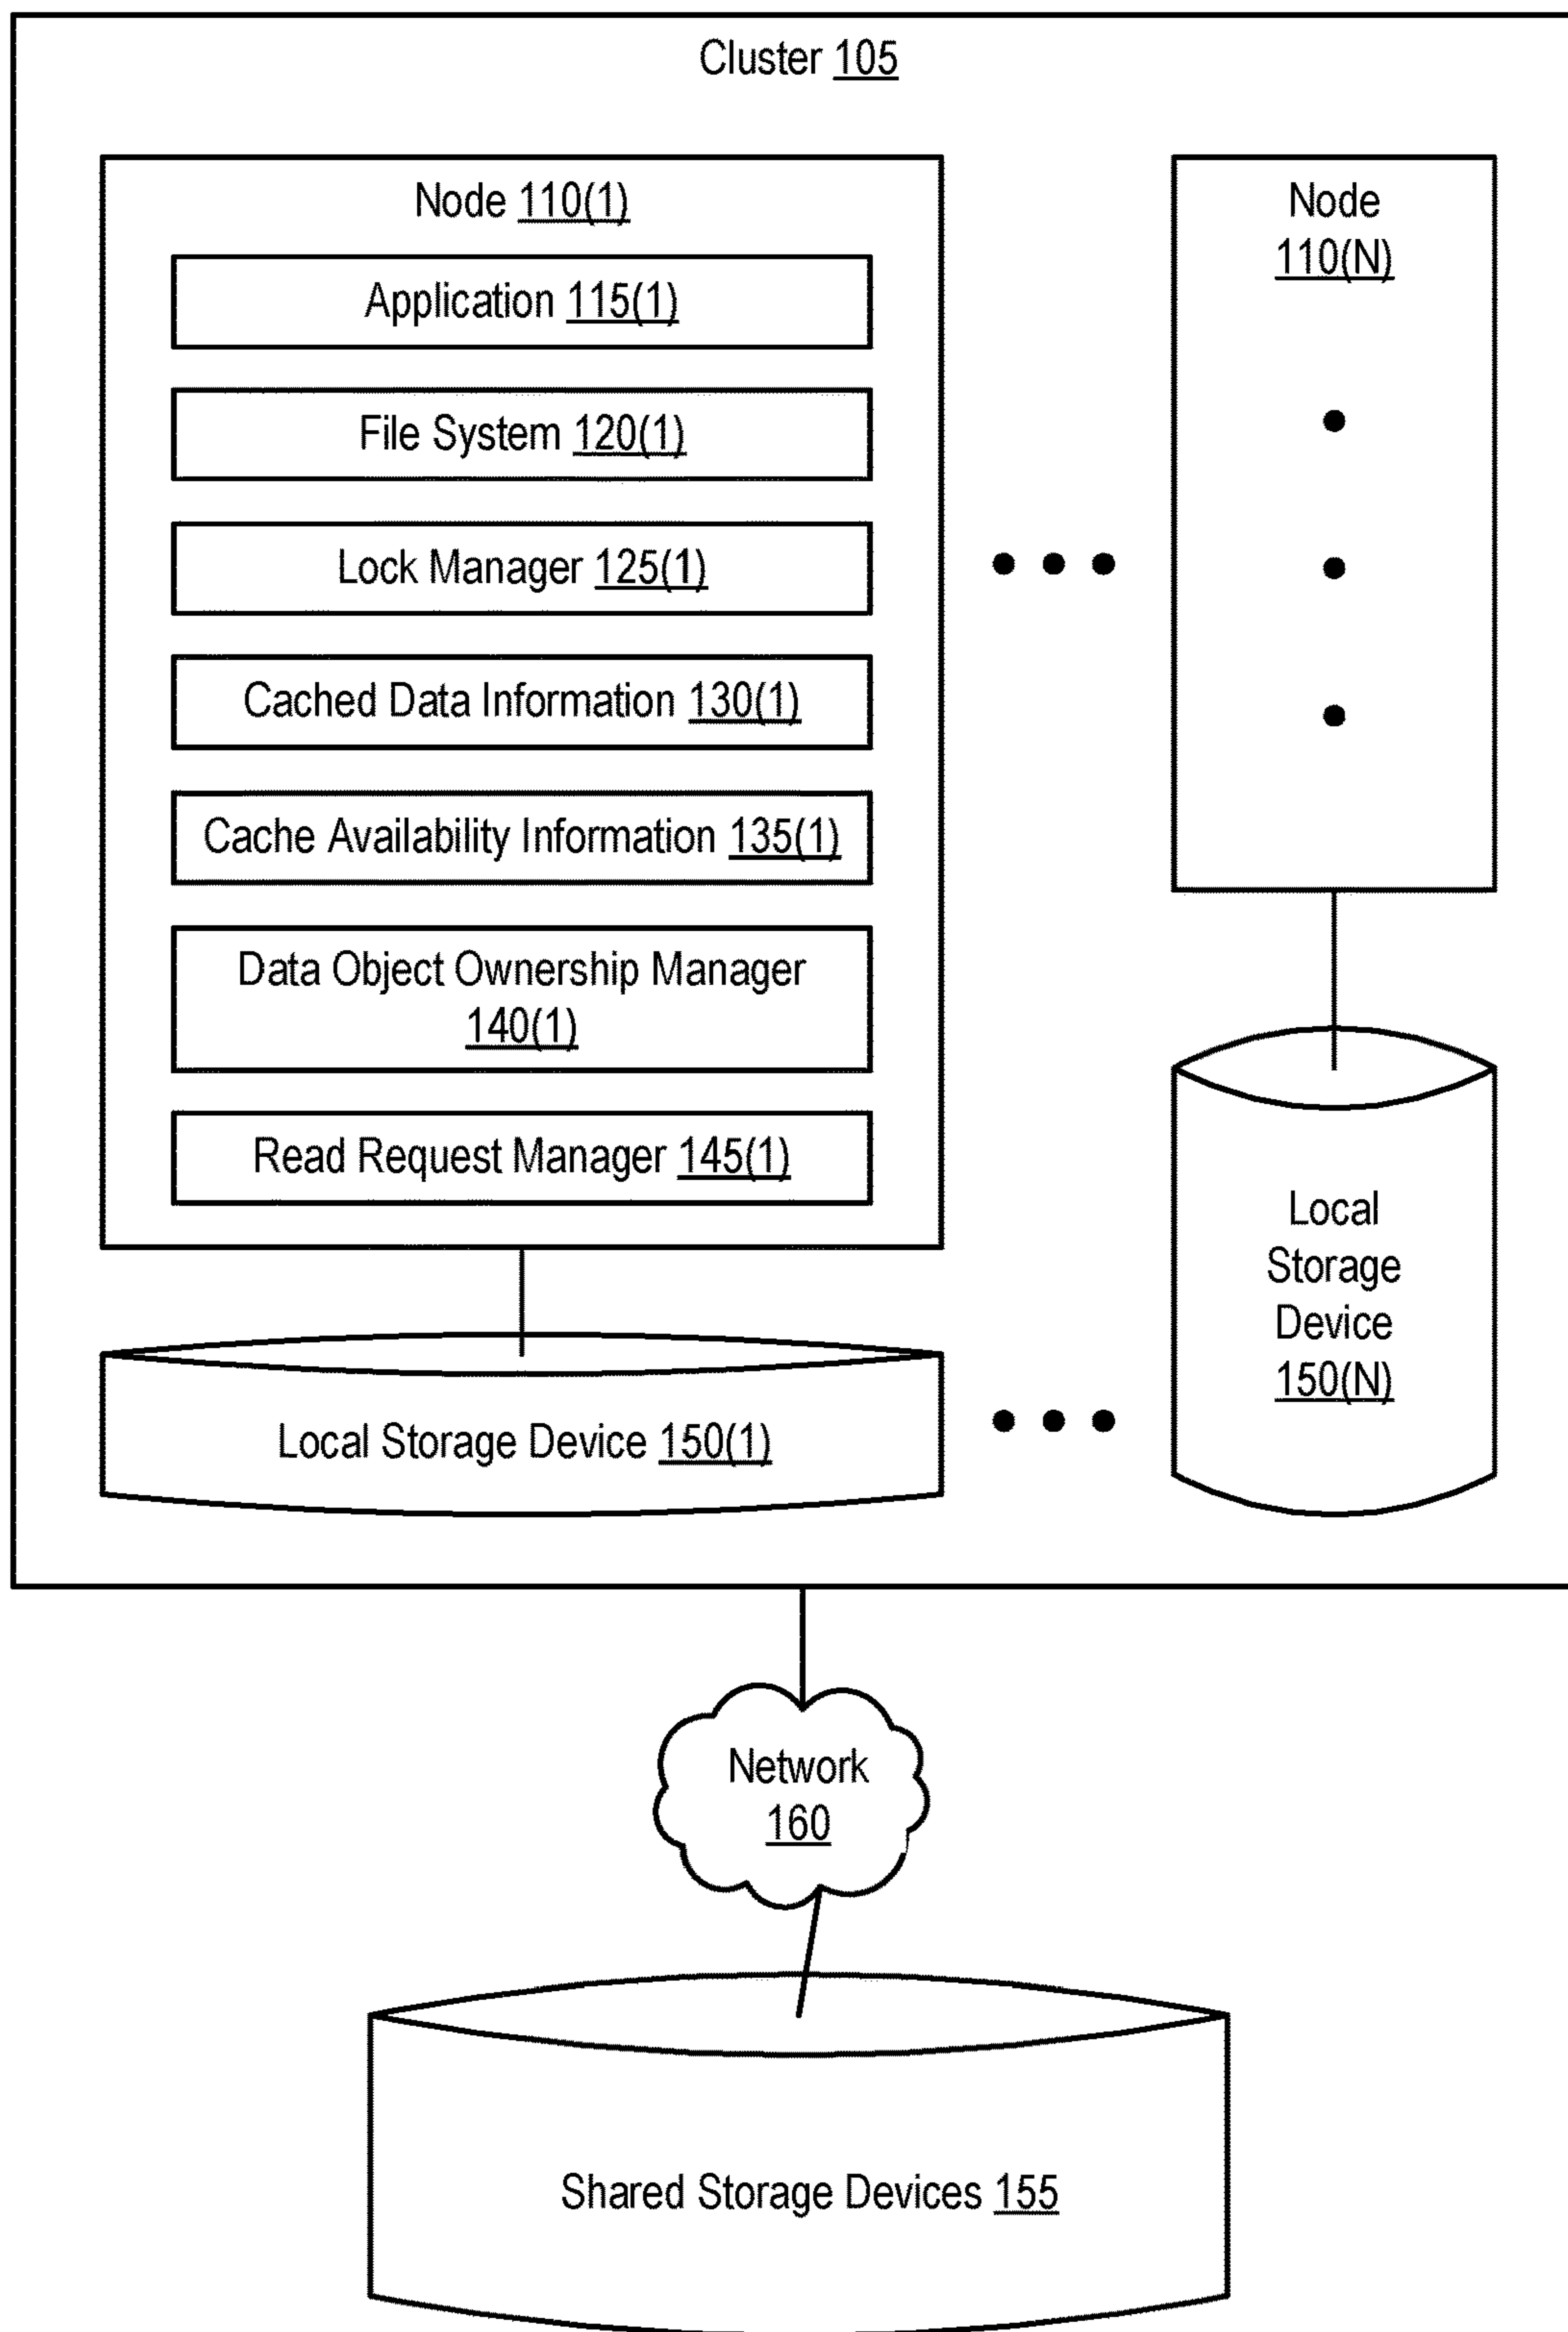 Cluster 105
Node 110(1)
Application 115(1)
File System 120(1)
Lock Manager 125(1)
Cached Data Information 130(1)
Cache Availability Information 135(1)
Data Object Ownership Manager
140(1)
Read Request Manager 145(1)
Node
110(N)
Local Storage Device 150(1)
Local
Storage
Device
150(N)
Network
160
Shared Storage Devices 155